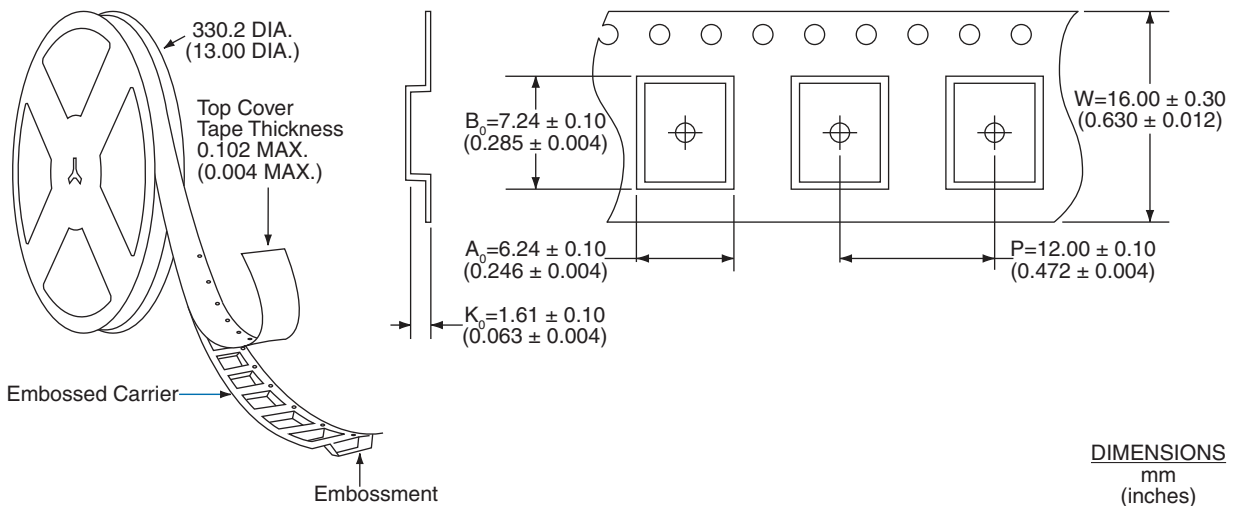 330.2 DIA.
(13.00 DIA.)
Top Cover
Tape Thickness
0.102 MAX.
(0.004 MAX.)
Embossed Carrier
Embossment
B₀=7.24 ± 0.10
(0.285 ± 0.004)
A₀=6.24 ± 0.10
(0.246 ± 0.004)
K₀=1.61 ± 0.10
(0.063 ± 0.004)
W=16.00 ± 0.30
(0.630 ± 0.012)
P=12.00 ± 0.10
(0.472 ± 0.004)
DIMENSIONS
mm
(inches)